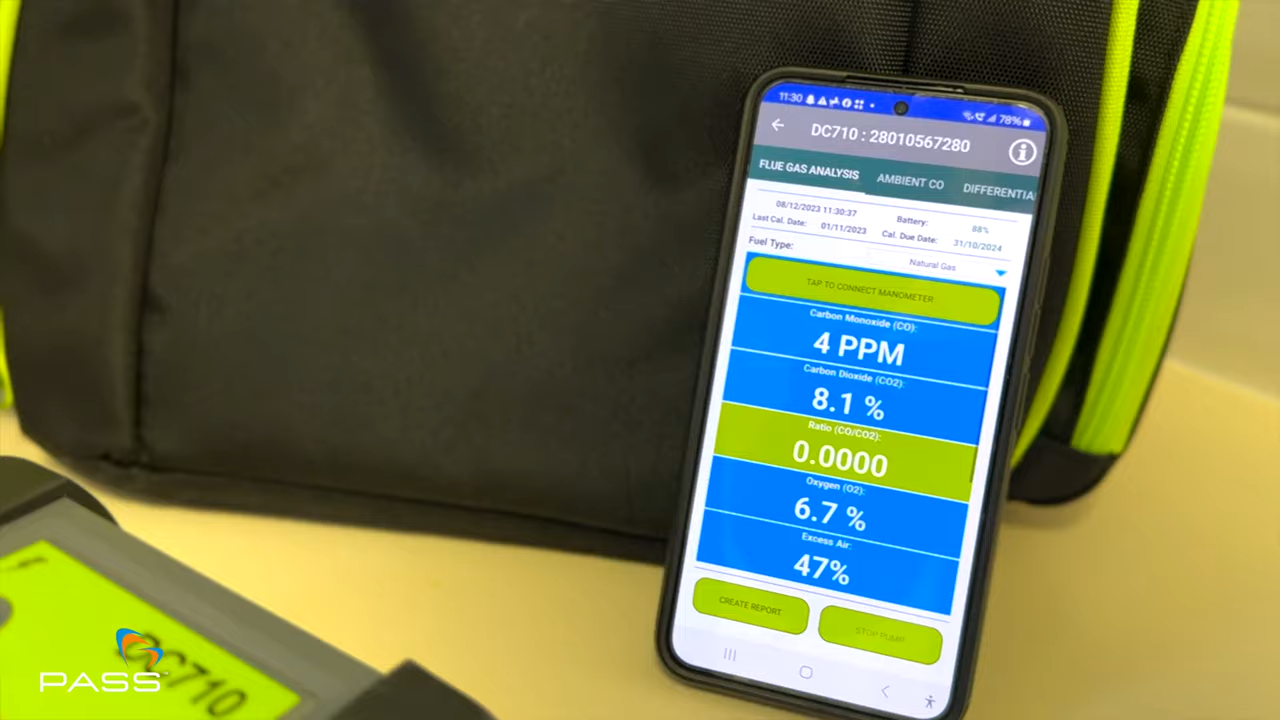 11:30
78%
DC710 : 28010567280
FLUE GAS ANALYSIS AMBIENT CO DIFFERENTIA
08/12/2023 11:30:37 Battery: 88%
Last Cal. Date: 01/11/2023 Cal. Due Date: 31/10/2024
Fuel Type: Natural Gas
TAP TO CONNECT MANOMETER
Carbon Monoxide (CO):
4 PPM
Carbon Dioxide (CO2):
8.1 %
Ratio (CO/CO2):
0.0000
Oxygen (O2):
6.7 %
Excess Air:
47%
CREATE REPORT STOP PUMP
DC710
PASS